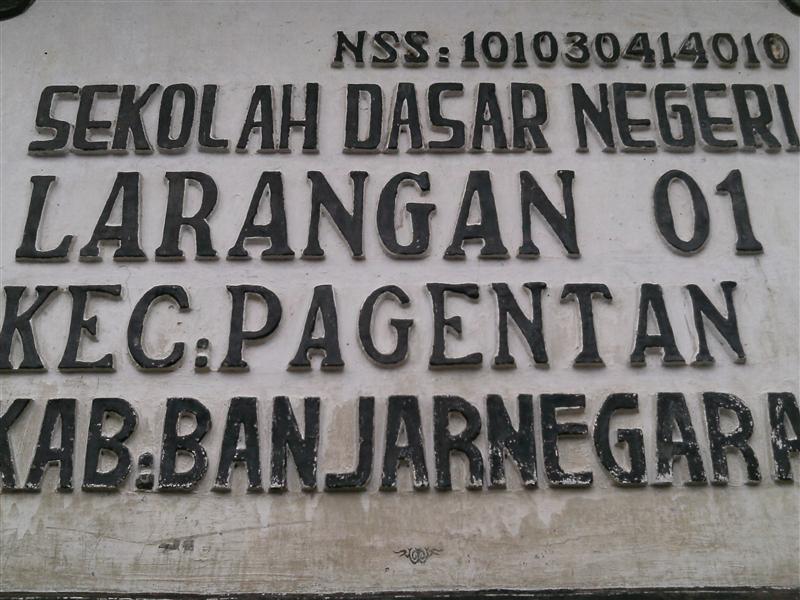 NSS:101030414010
SEKOLAH DASAR NEGERI
LARANGAN 01
KEC:PAGENTAN
KAB:BANJARNEGARA